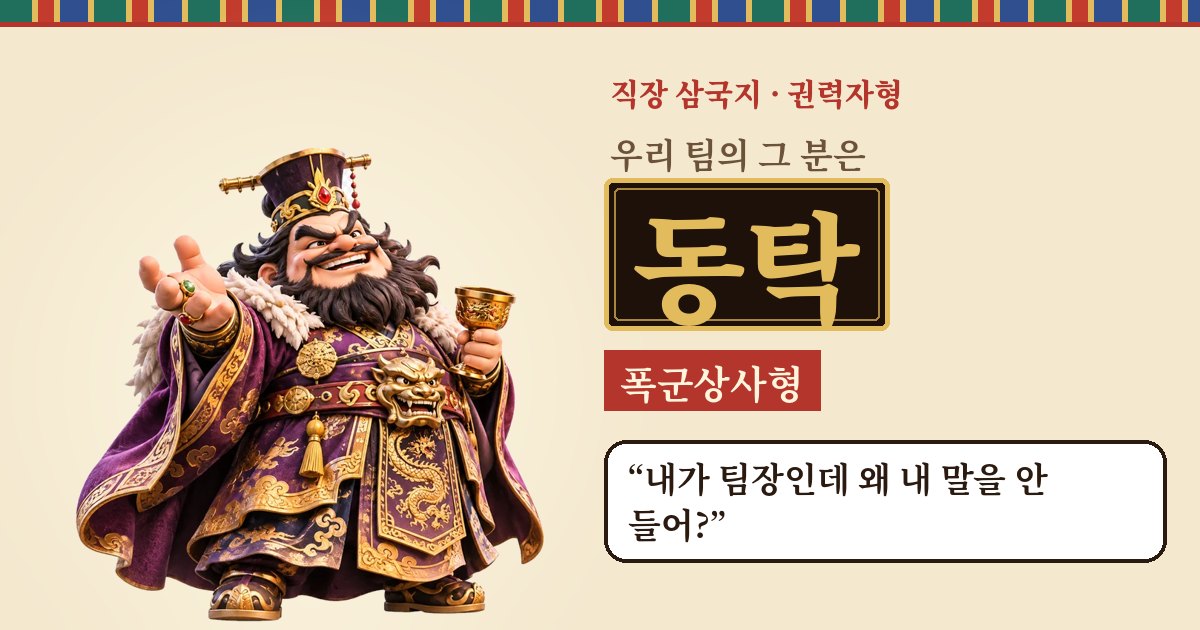 직장 삼국지 · 권력자형
우리 팀의 그 분은
동탁
폭군상사형
“내가 팀장인데 왜 내 말을 안
들어?”